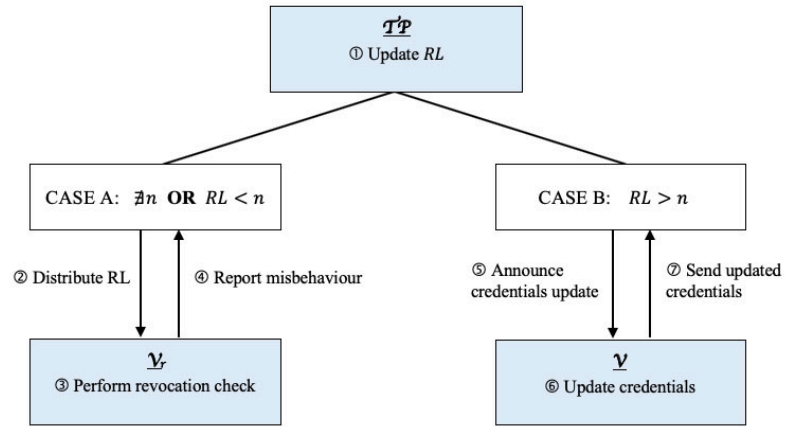 𝒯𝒫
① Update RL
CASE A: ∄n OR RL < n
CASE B: RL > n
② Distribute RL
④ Report misbehaviour
⑤ Announce
credentials update
⑦ Send updated
credentials
𝒱r
③ Perform revocation check
𝒱
⑥ Update credentials